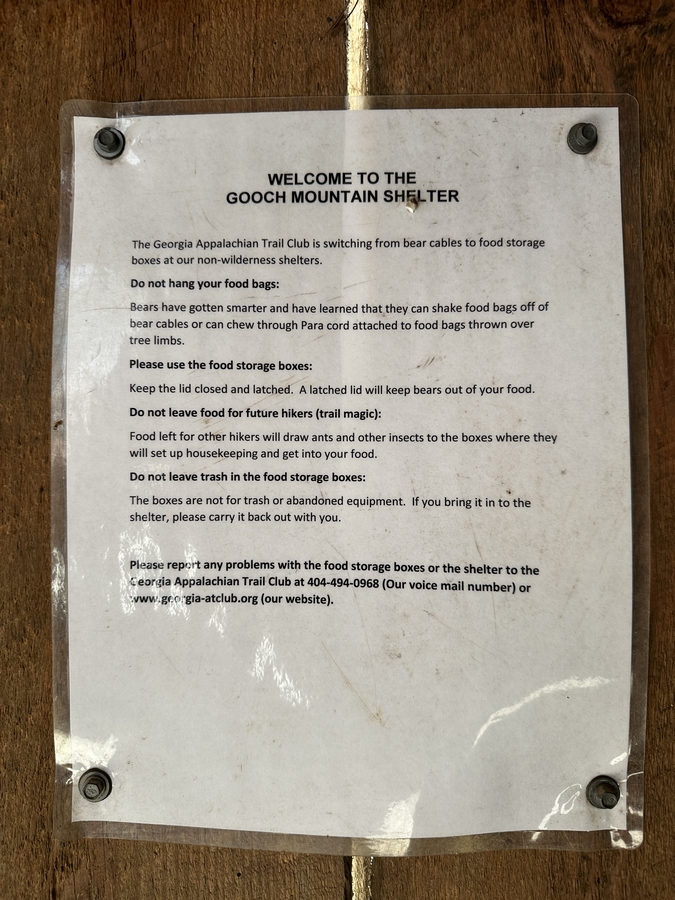 WELCOME TO THE
GOOCH MOUNTAIN SHELTER
The Georgia Appalachian Trail Club is switching from bear cables to food storage
boxes at our non-wilderness shelters.
Do not hang your food bags:
Bears have gotten smarter and have learned that they can shake food bags off of
bear cables or can chew through Para cord attached to food bags thrown over
tree limbs.
Please use the food storage boxes:
Keep the lid closed and latched.  A latched lid will keep bears out of your food.
Do not leave food for future hikers (trail magic):
Food left for other hikers will draw ants and other insects to the boxes where they
will set up housekeeping and get into your food.
Do not leave trash in the food storage boxes:
The boxes are not for trash or abandoned equipment.  If you bring it in to the
shelter, please carry it back out with you.
Please report any problems with the food storage boxes or the shelter to the
Georgia Appalachian Trail Club at 404-494-0968 (Our voice mail number) or
www.georgia-atclub.org (our website).